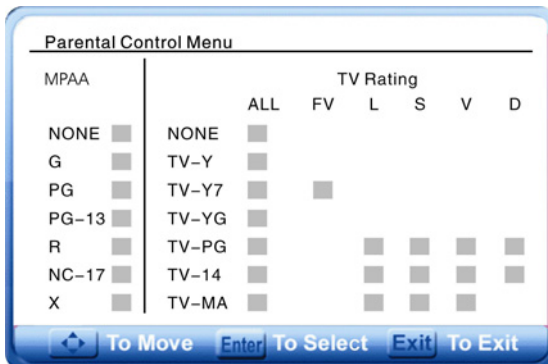 Parental Control Menu
MPAA TV Rating
ALL FV L S V D
NONE NONE
G TV-Y
PG TV-Y7
PG-13 TV-YG
R TV-PG
NC-17 TV-14
X TV-MA
To Move Enter To Select Exit To Exit